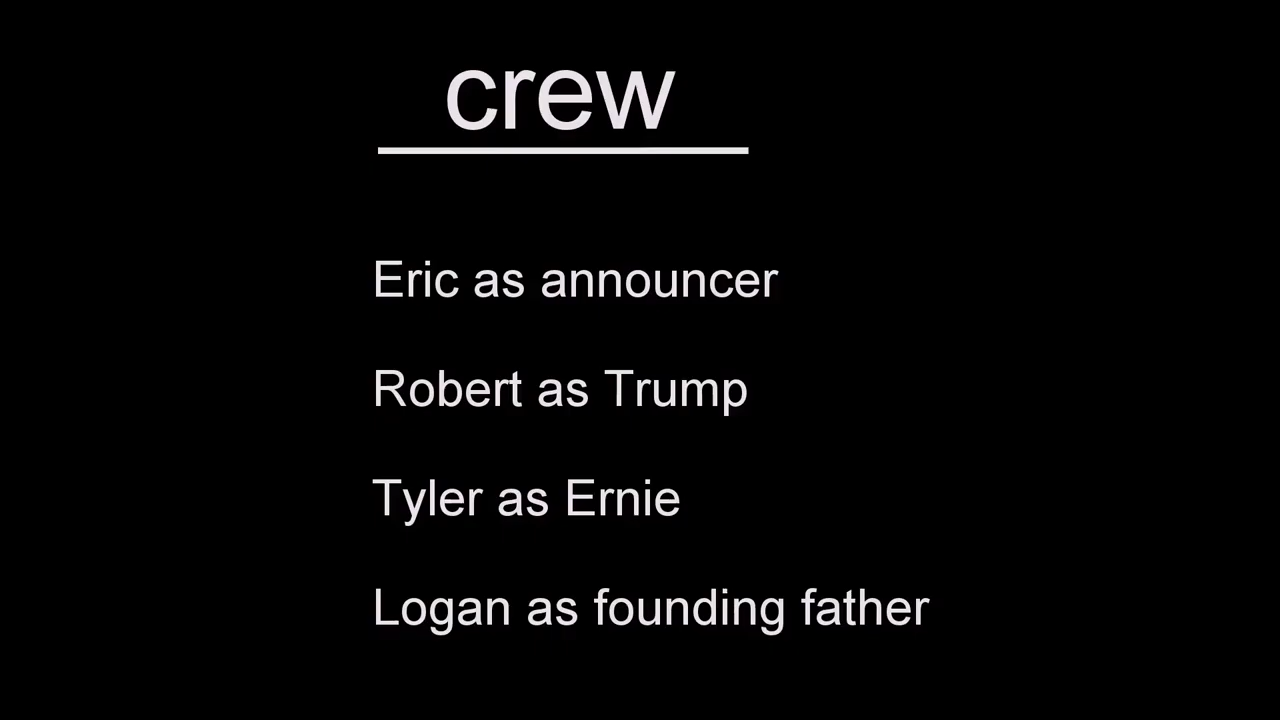 crew
Eric as announcer
Robert as Trump
Tyler as Ernie
Logan as founding father